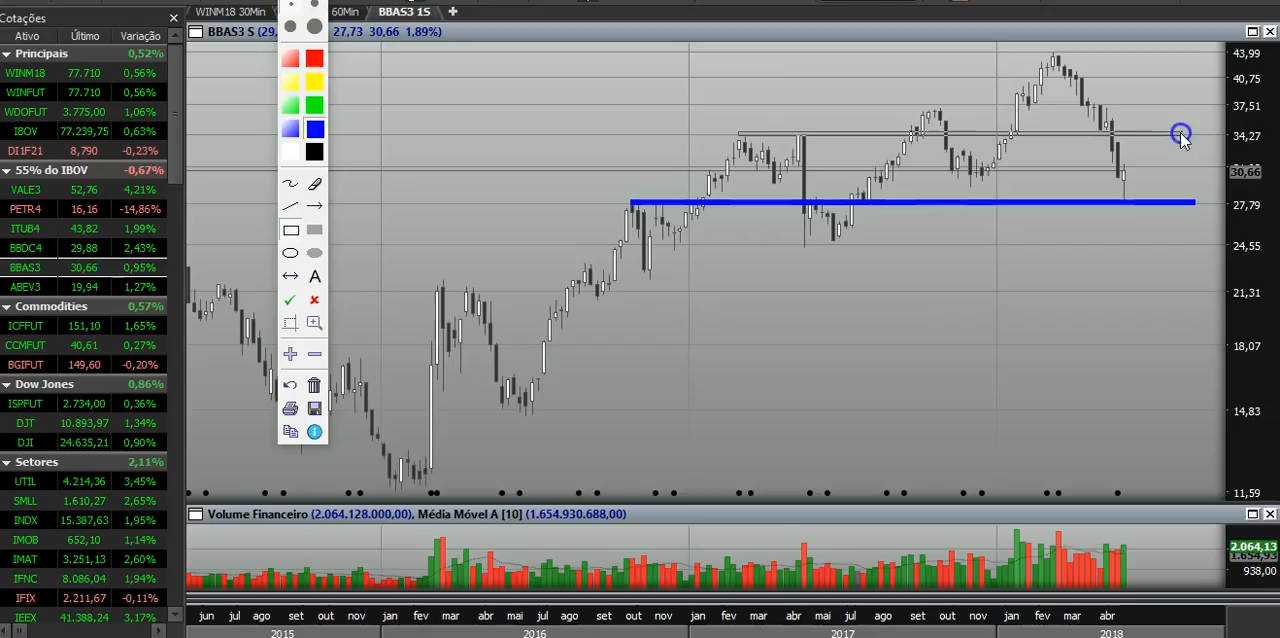 Cotações
Ativo Último Variação
Principais 0,52%
WINM18 77.710 0,56%
WINFUT 77.710 0,56%
WDOFUT 3.775,00 1,06%
IBOV 77.239,75 0,63%
DI1F21 8,790 -0,23%
55% do IBOV -0,67%
VALE3 52,76 4,21%
PETR4 16,16 -14,86%
ITUB4 43,82 1,99%
BBDC4 29,88 2,43%
BBAS3 30,66 0,95%
ABEV3 19,94 1,27%
Commodities 0,57%
ICFFUT 151,10 1,65%
CCMFUT 40,61 0,27%
BGIFUT 149,60 -0,20%
Dow Jones 0,86%
ISPFUT 2.734,00 0,36%
DJT 10.893,97 1,34%
DJI 24.635,21 0,90%
Setores 2,11%
UTIL 4.214,36 3,45%
SMLL 1.610,27 2,65%
INDX 15.387,63 1,95%
IMOB 652,10 1,14%
IMAT 3.251,13 2,60%
IFNC 8.086,04 1,94%
IFIX 2.211,67 -0,11%
IEEX 41.388,24 3,17%
WINM18 30Min 60Min BBAS3 1S
BBAS3 S (29, 27,73 30,66 1,89%)
A
43,99
40,75
37,51
34,27
30,66
27,79
24,55
21,31
18,07
14,83
11,59
Volume Financeiro (2.064.128.000,00), Média Móvel A [10] (1.654.930.688,00)
2.064,13
938,00
jun jul ago set out nov jan fev mar abr mai jul ago set out nov jan fev mar abr mai jul ago set out nov jan fev mar abr
2015 2016 2017 2018